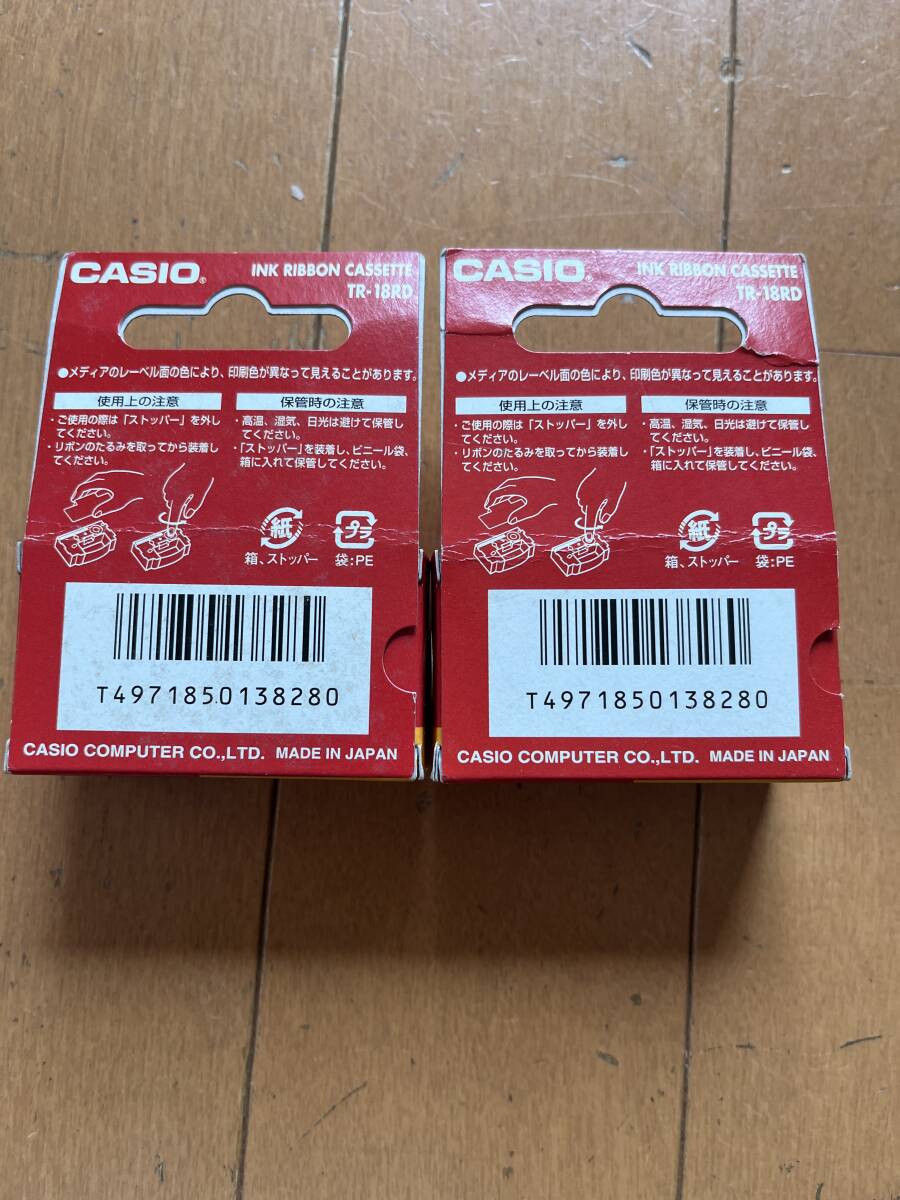 CASIO®
INK RIBBON CASSETTE
TR-18RD
●メディアのレーベル面の色により、印刷色が異なって見えることがあります。
使用上の注意
・ご使用の際は「ストッパー」を外し
てください。
・リボンのたるみを取ってから装着し
てください。
保管時の注意
・高温、湿気、日光は避けて保管し
てください。
・「ストッパー」を装着し、ビニール袋、
箱に入れて保管してください。
紙
箱、ストッパー
プラ
袋:PE
T4971850138280
CASIO COMPUTER CO.,LTD. MADE IN JAPAN
CASIO®
INK RIBBON CASSETTE
TR-18RD
●メディアのレーベル面の色により、印刷色が異なって見えることがあります。
使用上の注意
・ご使用の際は「ストッパー」を外し
てください。
・リボンのたるみを取ってから装着し
てください。
保管時の注意
・高温、湿気、日光は避けて保管し
てください。
・「ストッパー」を装着し、ビニール袋、
箱に入れて保管してください。
紙
箱、ストッパー
プラ
袋:PE
T4971850138280
CASIO COMPUTER CO.,LTD. MADE IN JAPAN